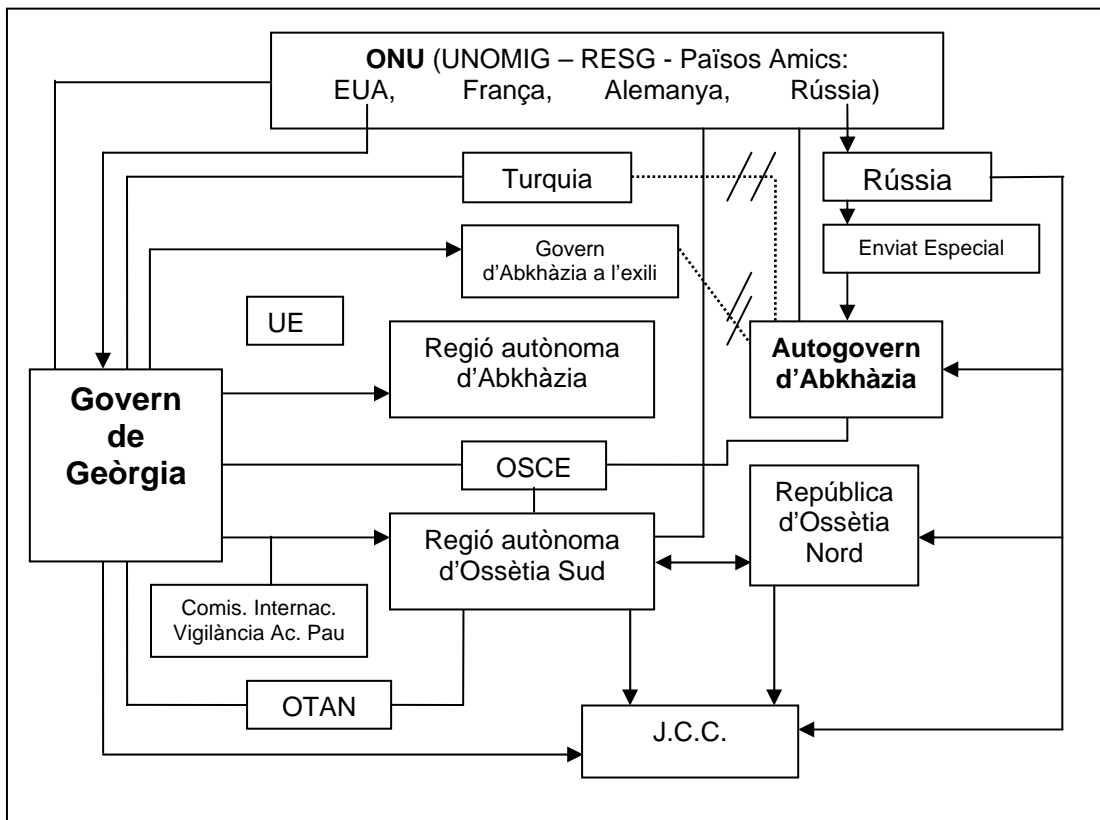 ONU (UNOMIG – RESG - Països Amics:
EUA, França, Alemanya, Rússia)
Turquia
Rússia
Govern
d'Abkhàzia a l'exili
Enviat Especial
UE
Regió autònoma
d'Abkhàzia
Autogovern
d'Abkhàzia
Govern
de
Geòrgia
OSCE
República
d'Ossètia
Nord
Regió autònoma
d'Ossètia Sud
Comis. Internac.
Vigilància Ac. Pau
OTAN
J.C.C.